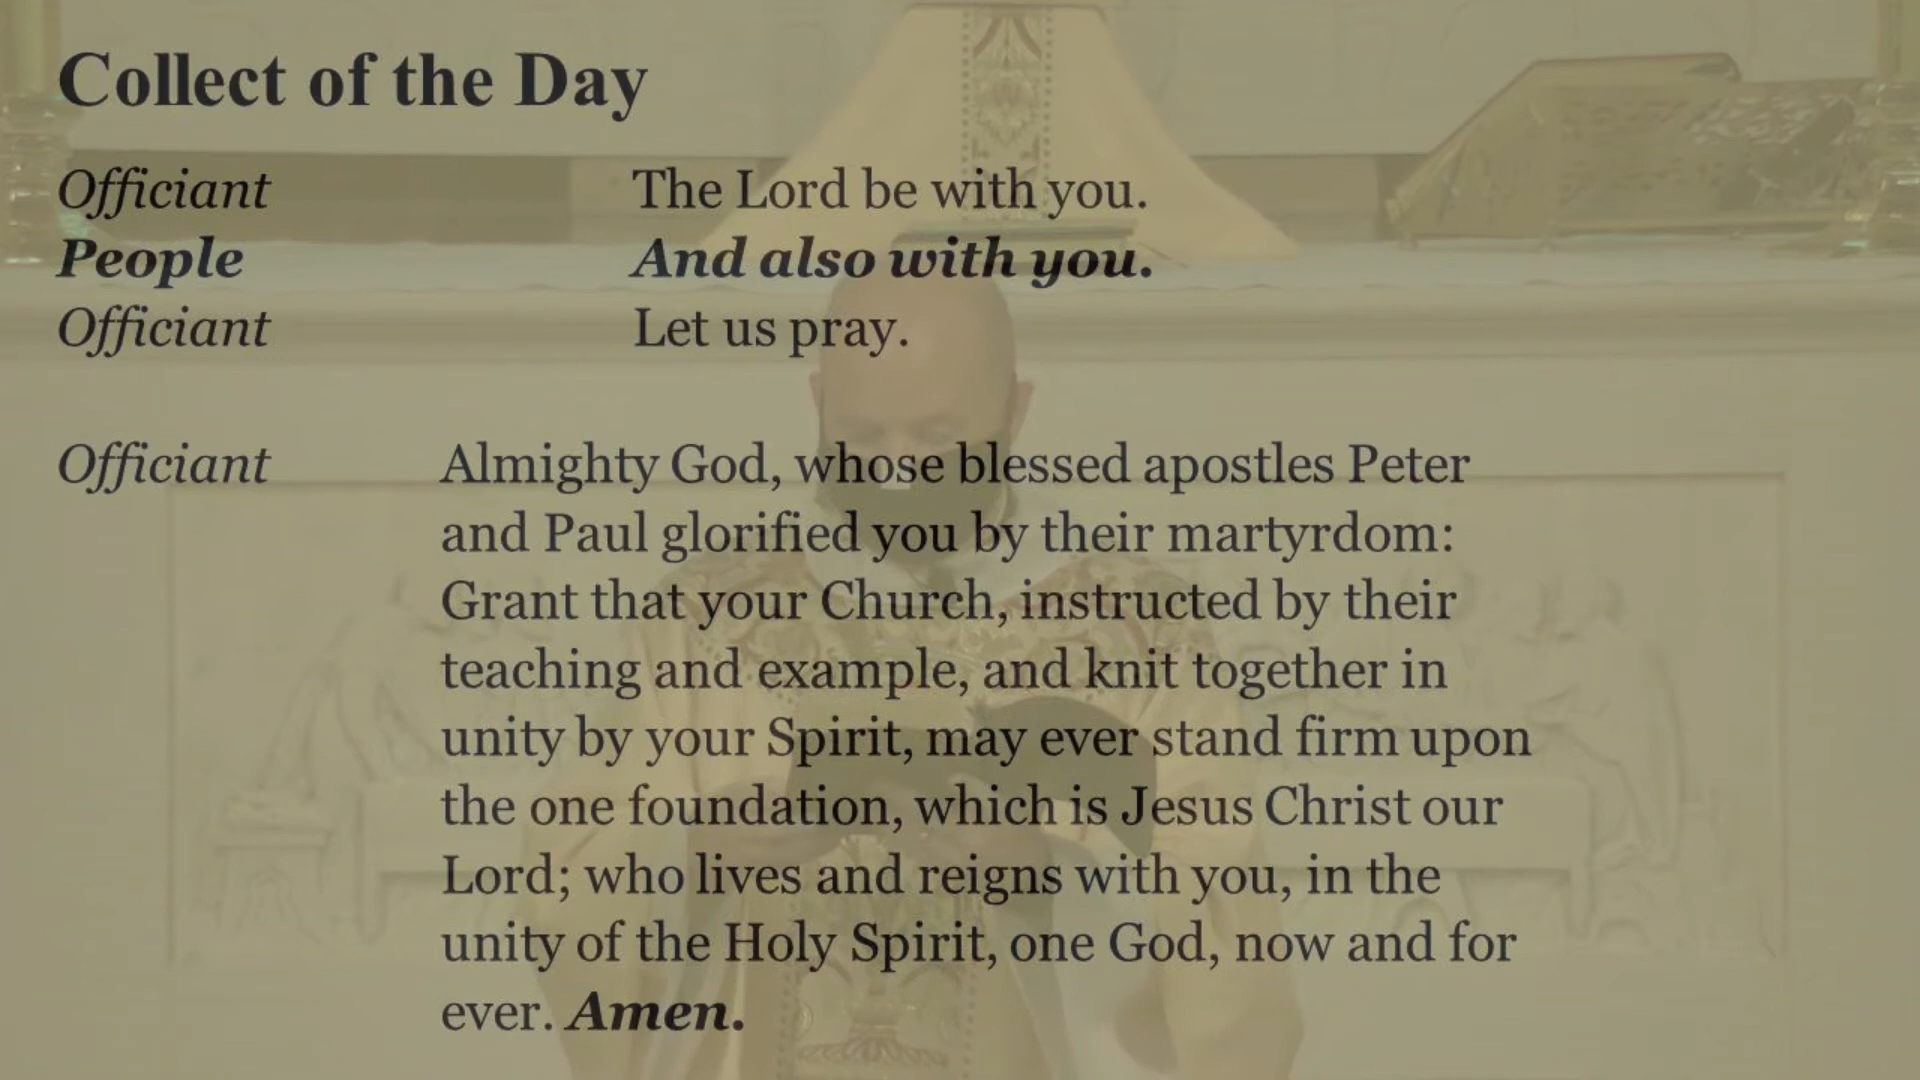 Collect of the Day
Officiant The Lord be with you.
People And also with you.
Officiant Let us pray.
Officiant Almighty God, whose blessed apostles Peter
and Paul glorified you by their martyrdom:
Grant that your Church, instructed by their
teaching and example, and knit together in
unity by your Spirit, may ever stand firm upon
the one foundation, which is Jesus Christ our
Lord; who lives and reigns with you, in the
unity of the Holy Spirit, one God, now and for
ever. Amen.